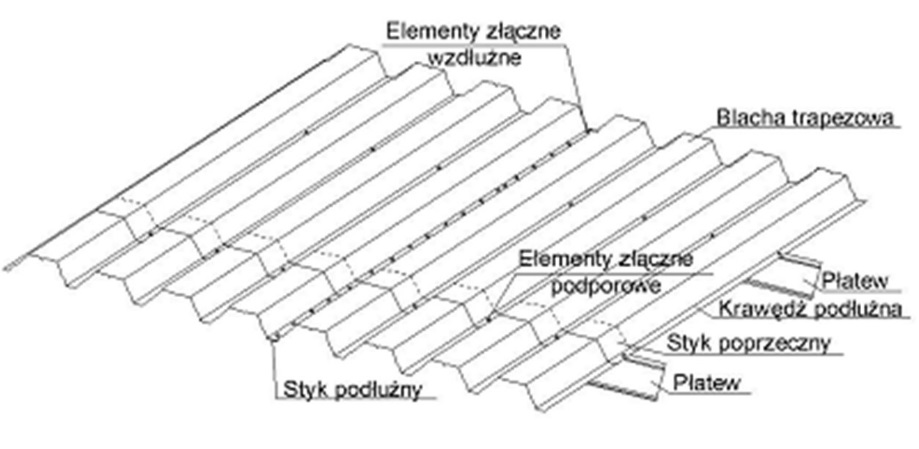 Elementy złączne
wzdłużne
Blacha trapezowa
Elementy złączne
podporowe
Płatew
Krawędź podłużna
Styk poprzeczny
Płatew
Styk podłużny